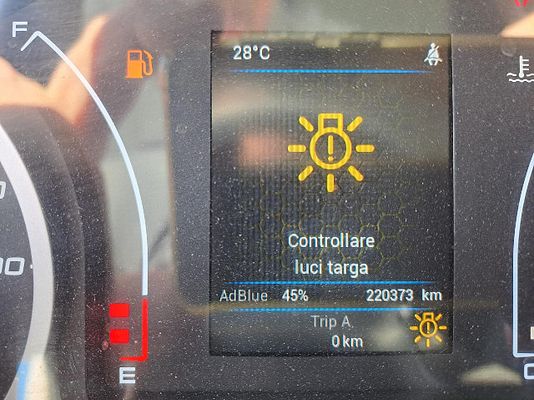 F
28°C
Controllare
luci targa
AdBlue 45% 220373 km
Trip A
0 km
E